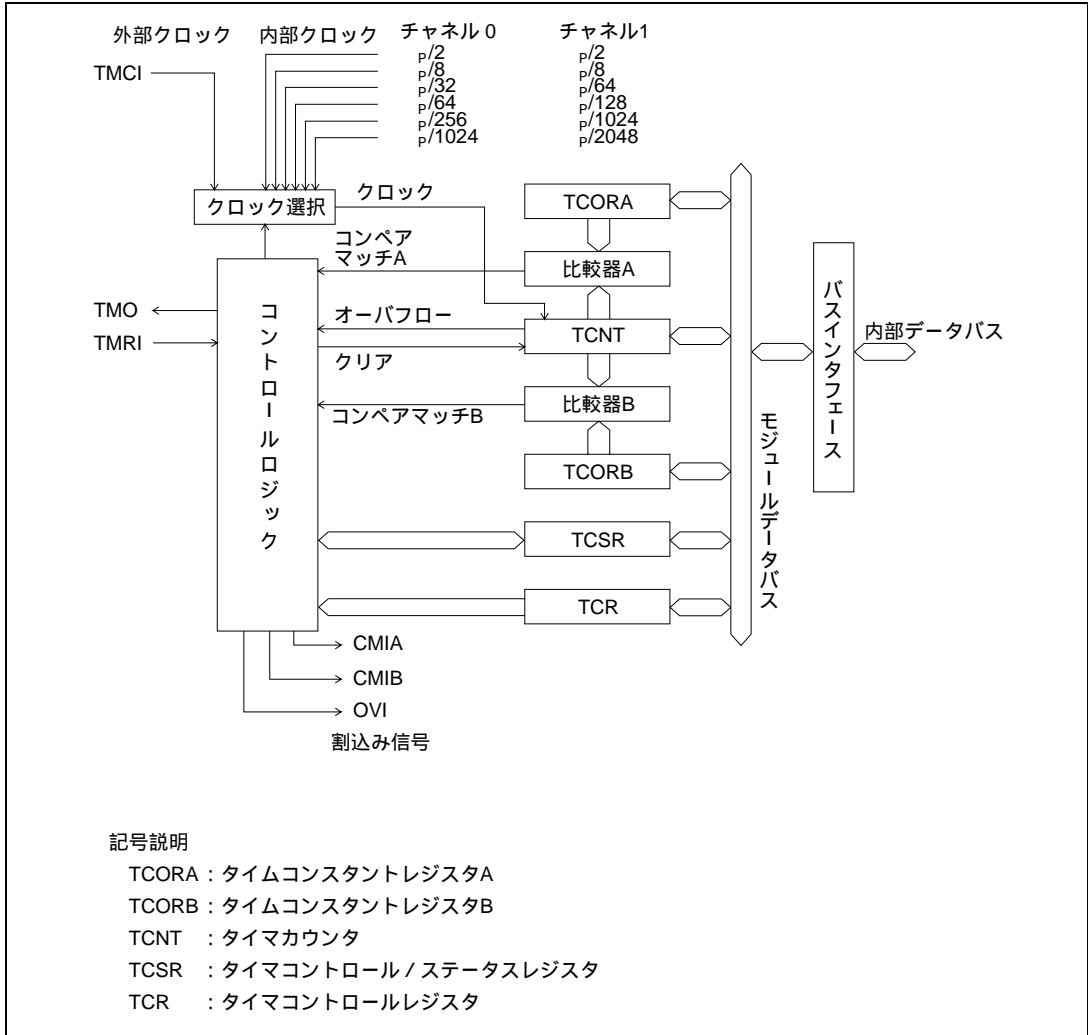 外部クロック 内部クロック チャネル 0 チャネル1
TMCI
P/2 P/2
P/8 P/8
P/32 P/64
P/64 P/128
P/256 P/1024
P/1024 P/2048
クロック選択
クロック
TCORA
コンペア
マッチA
比較器A
TMO
オーバフロー
TCNT
TMRI
クリア
コンペアマッチB
比較器B
TCORB
コントロールロジック
TCSR
TCR
モジュールデータバス
バスインタフェース
内部データバス
CMIA
CMIB
OVI
割込み信号
記号説明
TCORA : タイムコンスタントレジスタA
TCORB : タイムコンスタントレジスタB
TCNT : タイマカウンタ
TCSR : タイマコントロール / ステータスレジスタ
TCR : タイマコントロールレジスタ